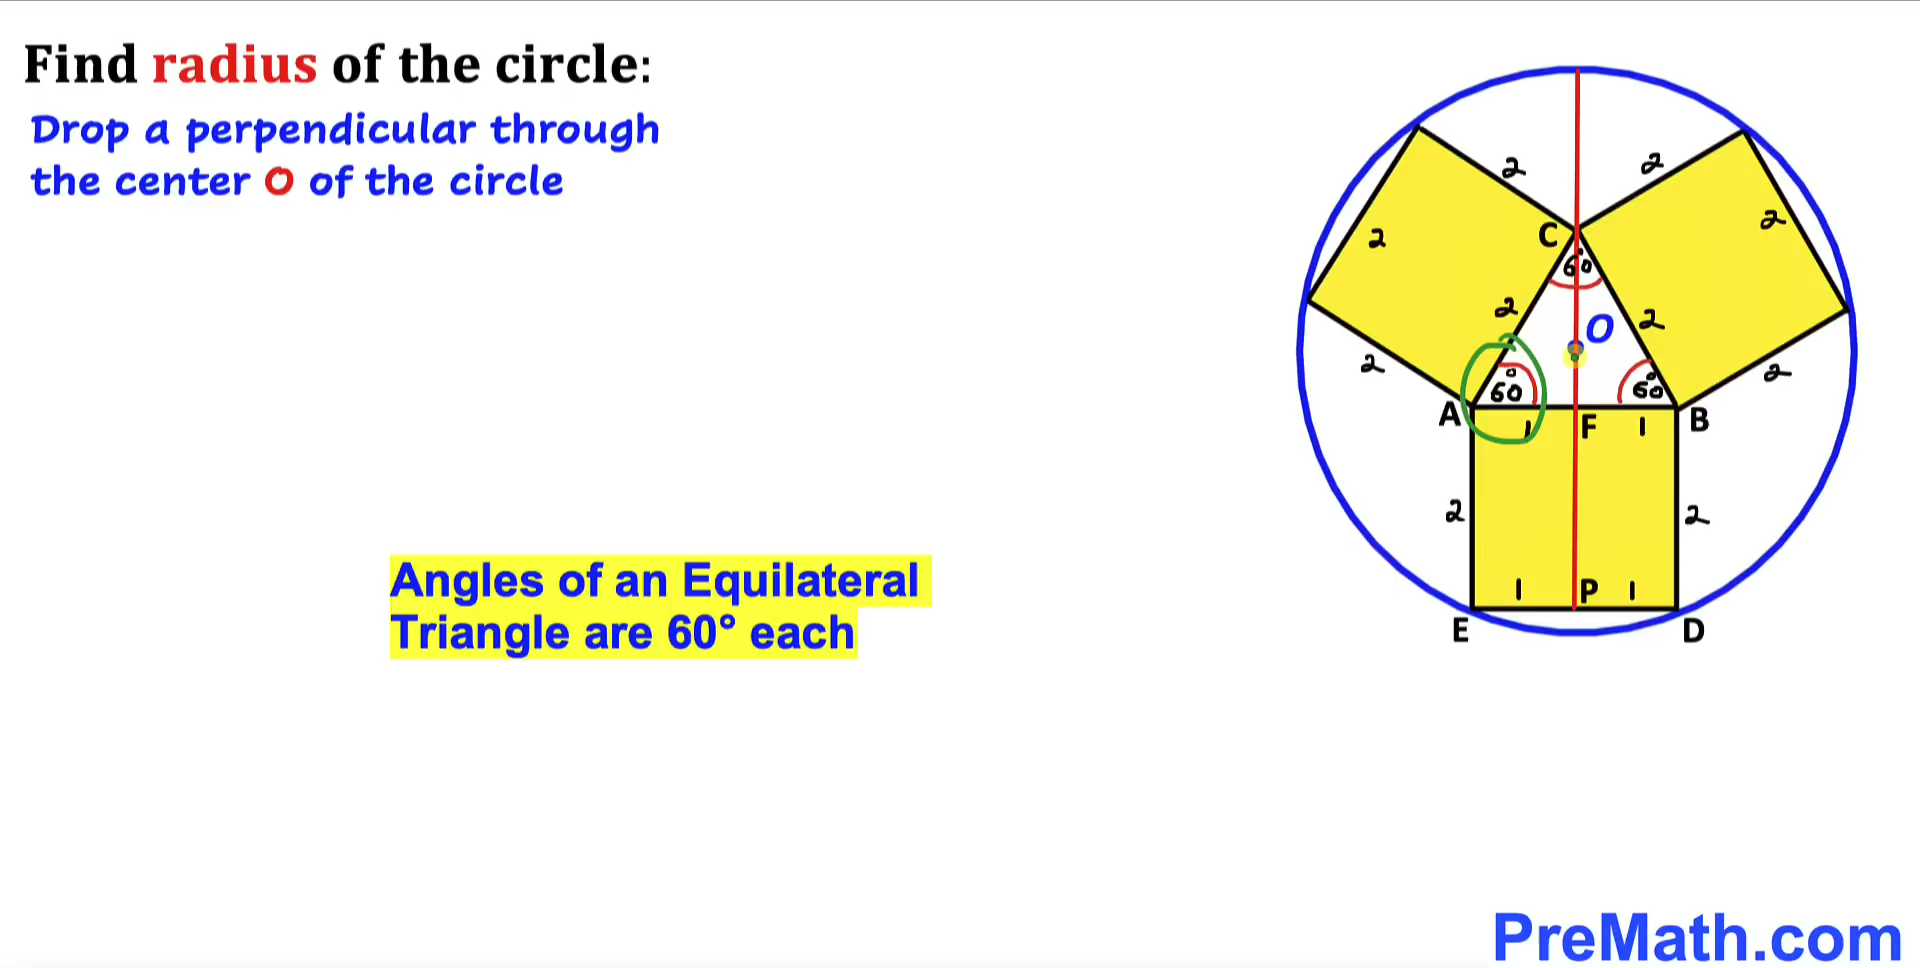 Find radius of the circle:
Drop a perpendicular through
the center O of the circle
2
2
2
2
C
60°
2
O
2
2
2
60°
60°
A
1
F
1
B
2
2
Angles of an Equilateral
Triangle are 60° each
1
P
1
E
D
PreMath.com